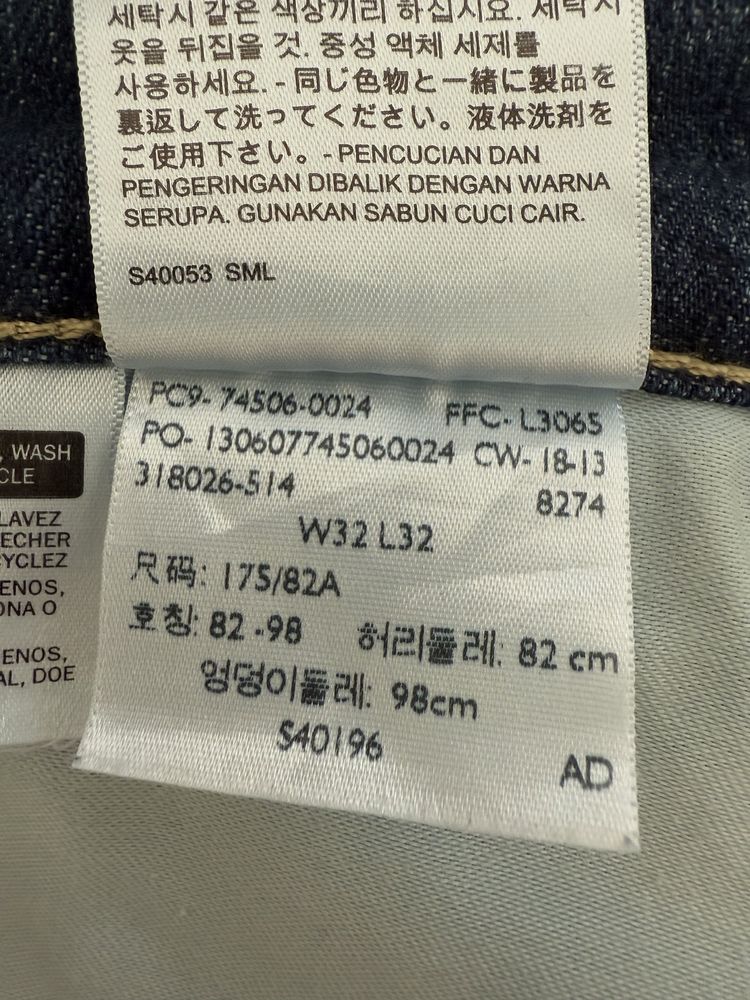 세탁시 같은 색상끼리 하십시오. 세탁시
옷을 뒤집을 것. 중성 액체 세제를
사용하세요. - 同じ色物と一緒に製品を
裏返して洗ってください。液体洗剤を
ご使用下さい。- PENCUCIAN DAN
PENGERINGAN DIBALIK DENGAN WARNA
SERUPA. GUNAKAN SABUN CUCI CAIR.
S40053 SML
PC9- 74506-0024 FFC- L3065
PO- 130607745060024 CW- 18-13
318026-514 8274
W32 L32
尺码: 175/82A
호칭: 82 -98 허리둘레: 82 cm
엉덩이둘레: 98cm
S40196
AD
, WASH
CLE
LAVEZ
ECHER
YCLEZ
ENOS,
ONA O
ENOS,
AL, DOE